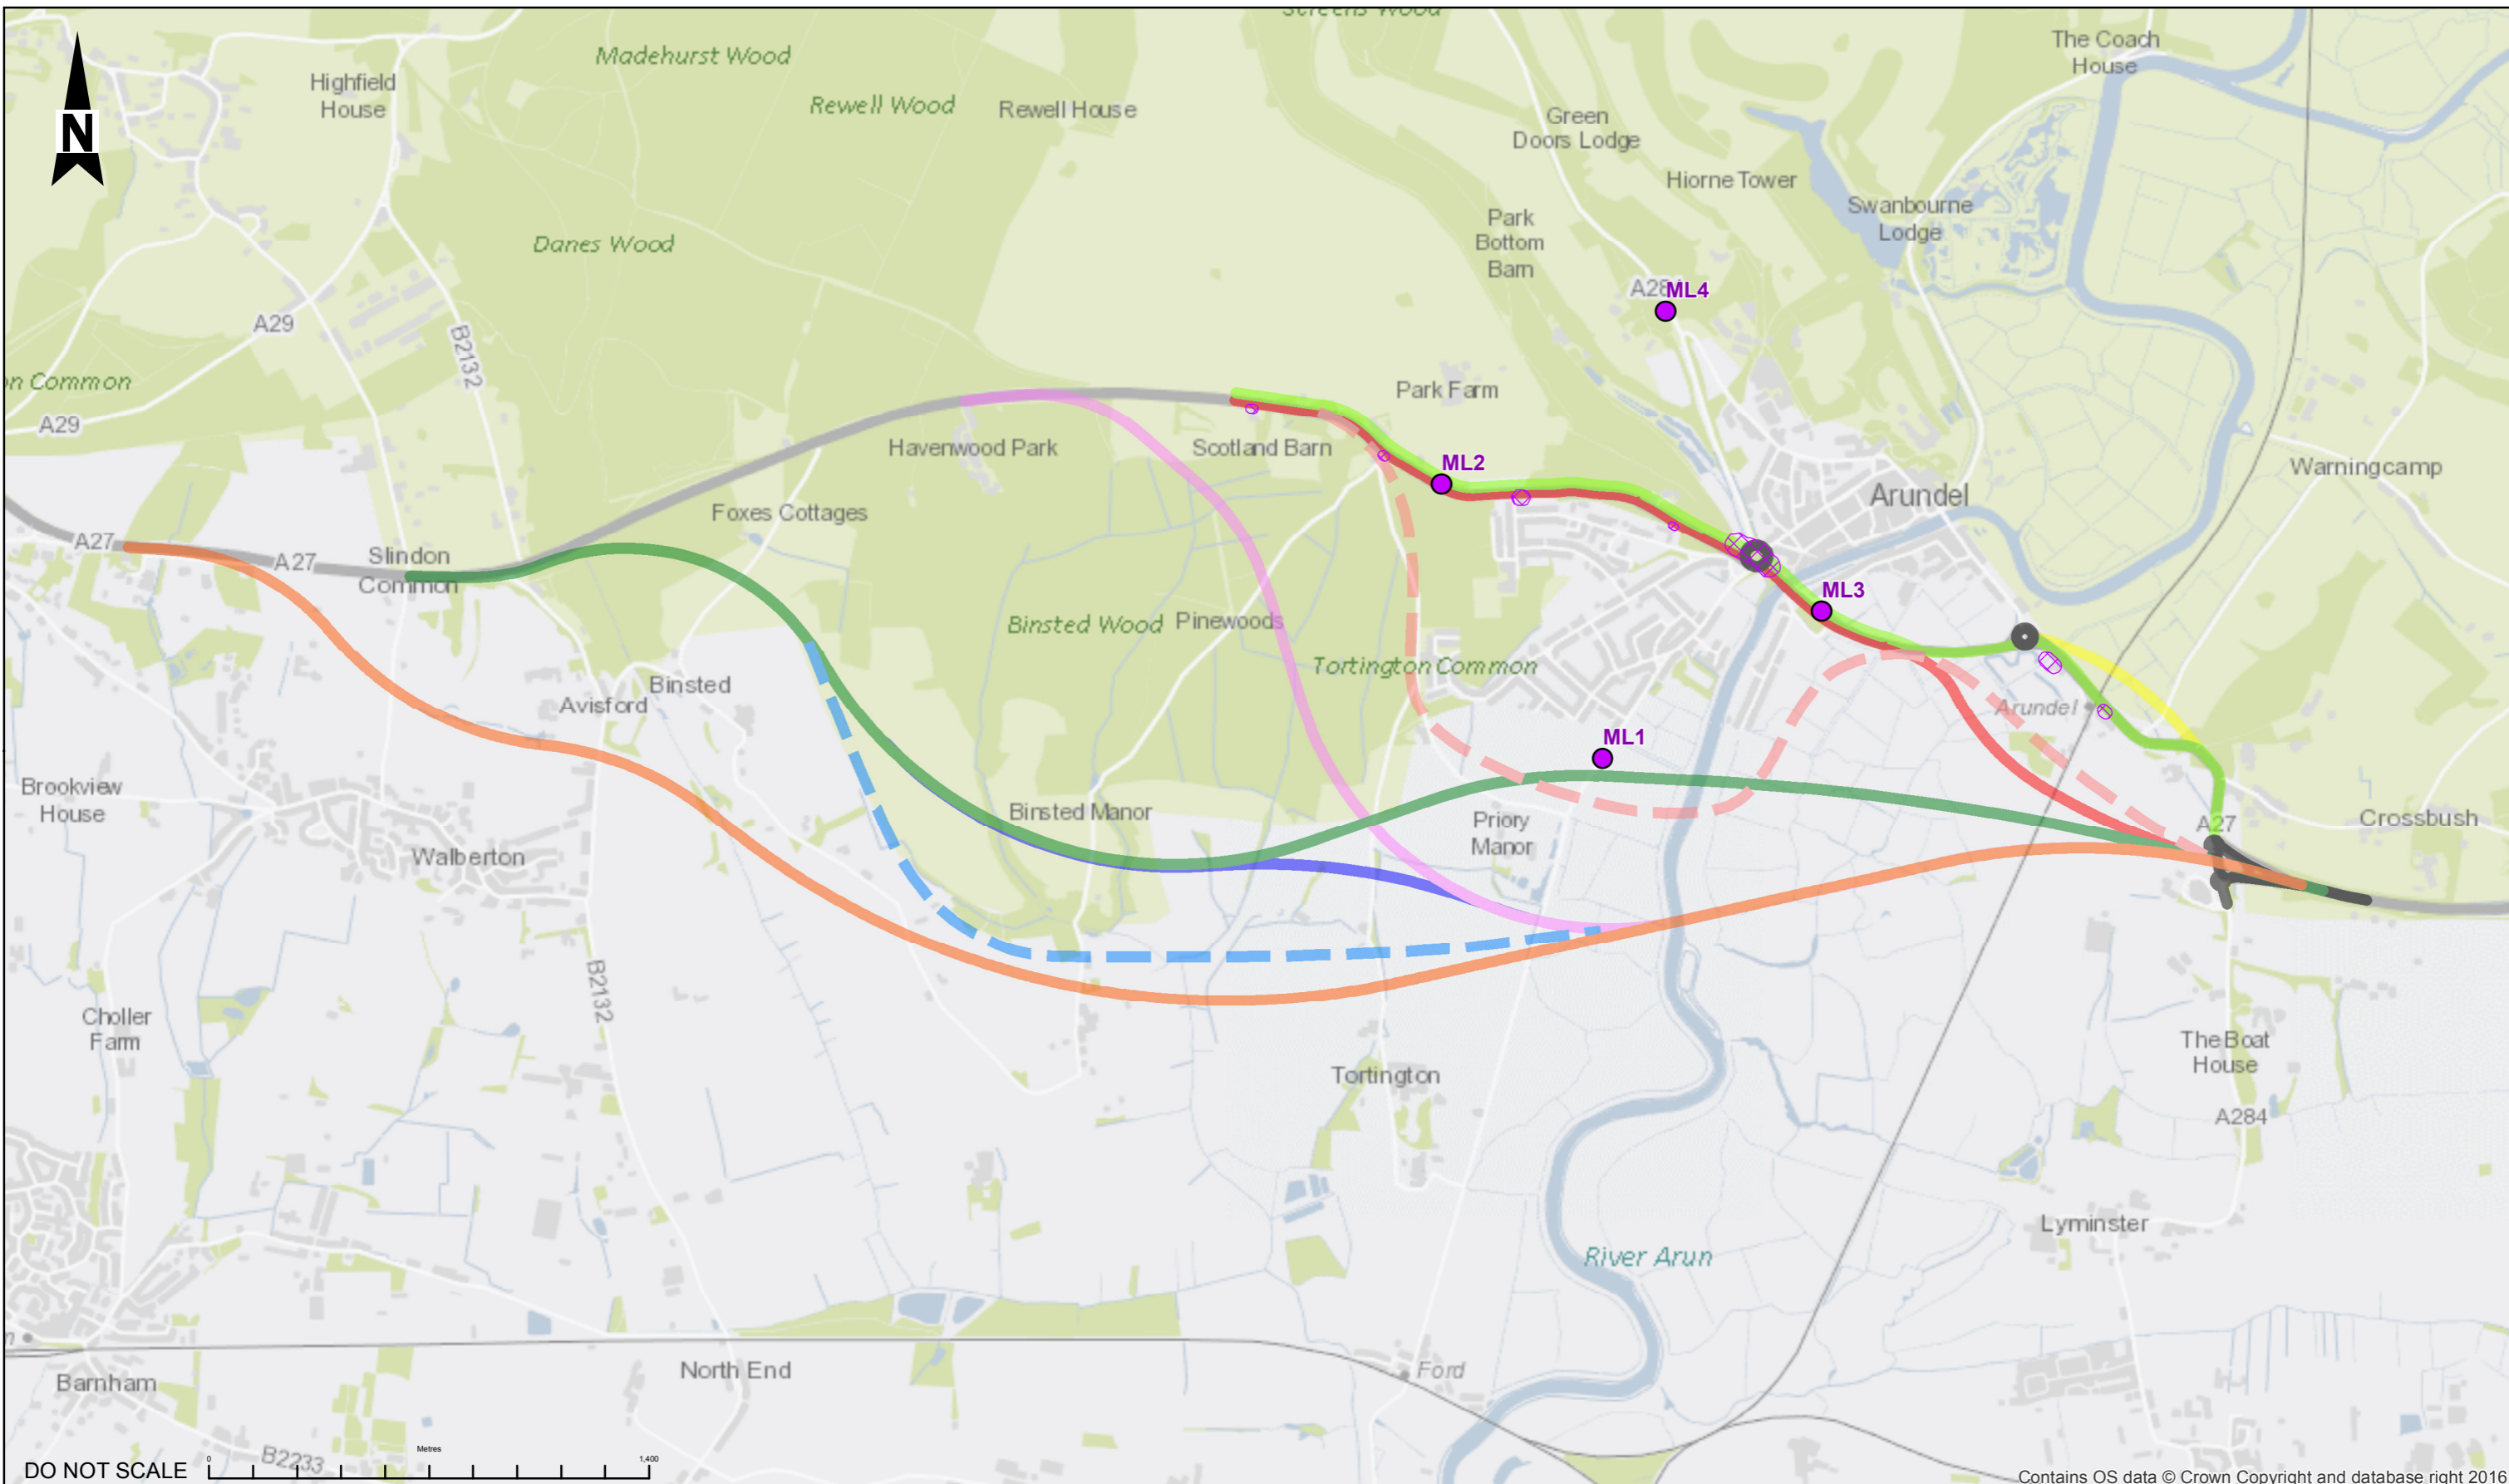 Madehurst Wood
The Coach
House
Highfield
House
N
Rewell Wood
Rewell House
Green
Doors Lodge
Hiorne Tower
Swanbourne
Lodge
Park
Bottom
Barn
Danes Wood
ML4
A29
B2132
Park Farm
A29
Havenwood Park
Scotland Barn
ML2
Warningcamp
Arundel
Foxes Cottages
A27
A27
Slindon
Common
ML3
Binsted Wood
Pinewoods
Tortington Common
Binsted
Avisford
Arundel
ML1
Brookview
House
Binsted Manor
Priory
Manor
A27
Crossbush
Walberton
B2132
Choller
Farm
The Boat
House
Tortington
A284
Lyminster
River Arun
North End
Ford
Barnham
B2233
Metres
DO NOT SCALE
0
1,400
Contains OS data © Crown Copyright and database right 2016